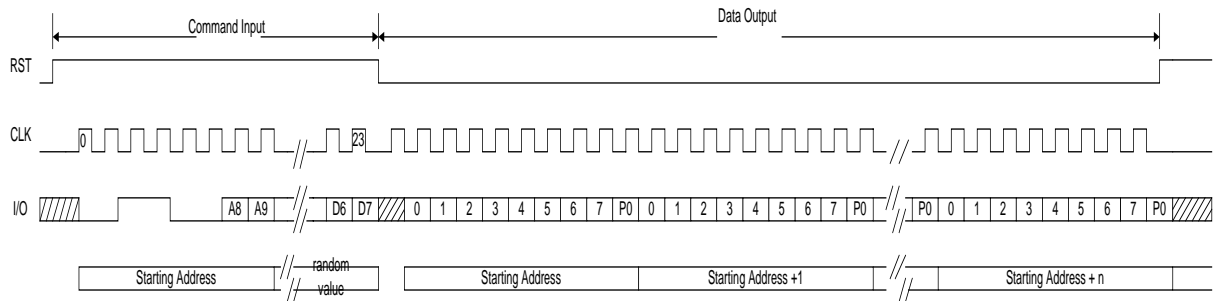 Command Input
Data Output
RST
CLK
0
23
I/O
A8 A9 D6 D7 0 1 2 3 4 5 6 7 P0 0 1 2 3 4 5 6 7 P0 P0 0 1 2 3 4 5 6 7 P0
Starting Address
random
value
Starting Address
Starting Address +1
Starting Address + n